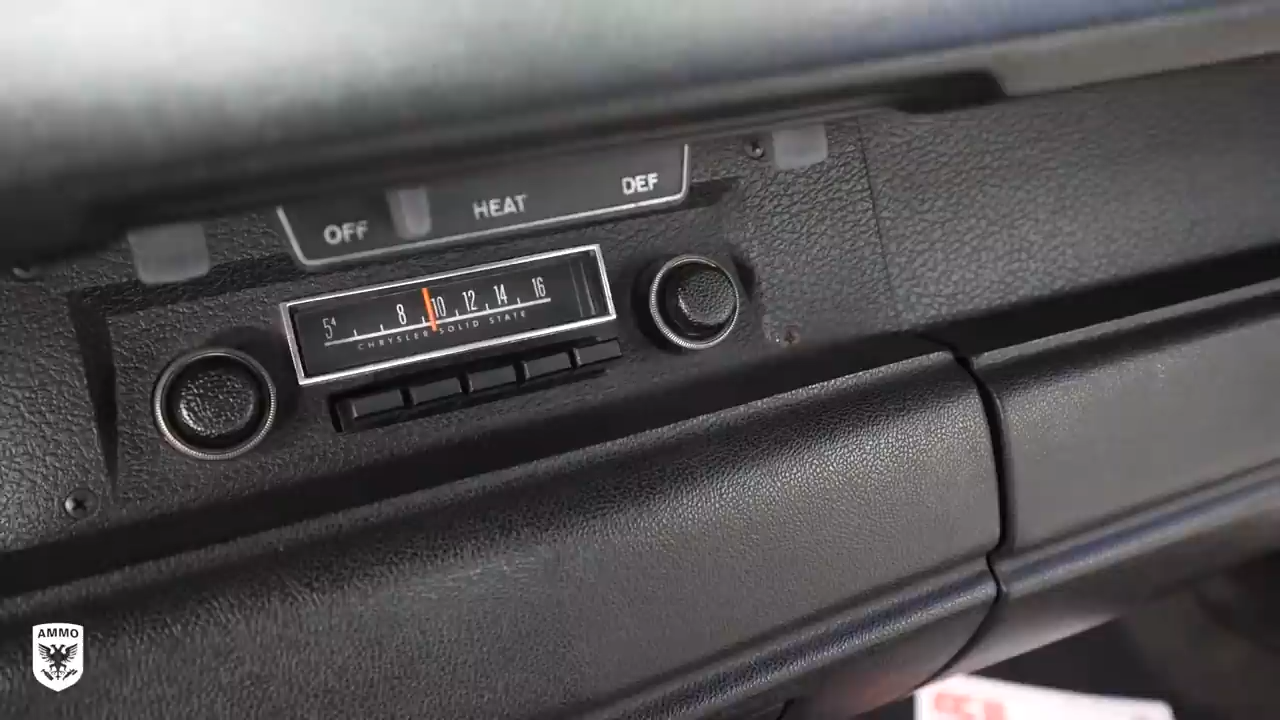 OFF HEAT DEF
5⁴ 8 10 12 14 16
CHRYSLER SOLID STATE
AMMO